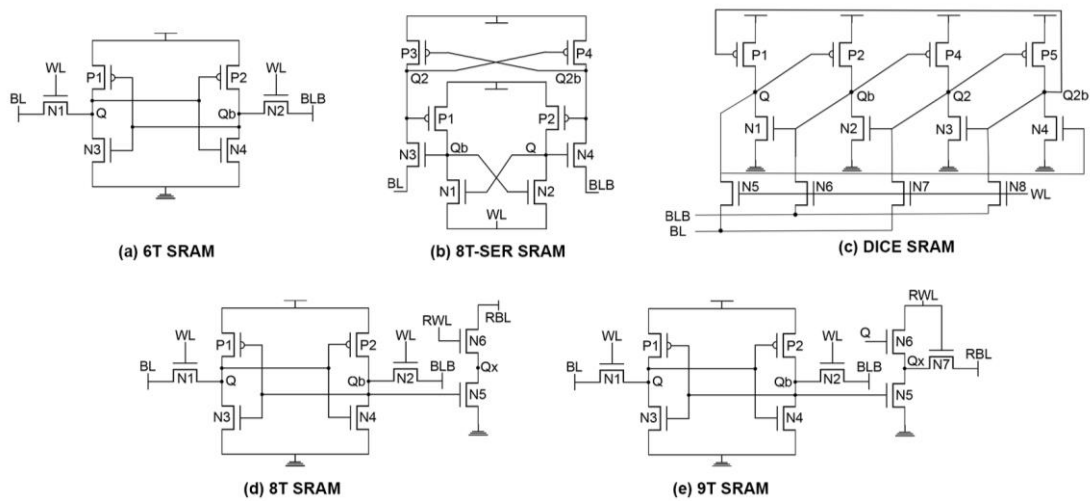 WL
P1
P2
WL
BL
N1
Q
Qb
N2
BLB
N3
N4
(a) 6T SRAM
P3
P4
Q2
Q2b
P1
P2
N3
Qb
Q
N4
BL
N1
N2
BLB
WL
(b) 8T-SER SRAM
P1
P2
P4
P5
Q
Qb
Q2
Q2b
N1
N2
N3
N4
N5
N6
N7
N8
WL
BLB
BL
(c) DICE SRAM
WL
P1
P2
WL
RWL
RBL
N6
BL
N1
Q
Qb
N2
BLB
Qx
N3
N4
N5
(d) 8T SRAM
WL
P1
P2
WL
RWL
Q
N6
BL
N1
Q
Qb
N2
BLB
Qx
N7
RBL
N3
N4
N5
(e) 9T SRAM